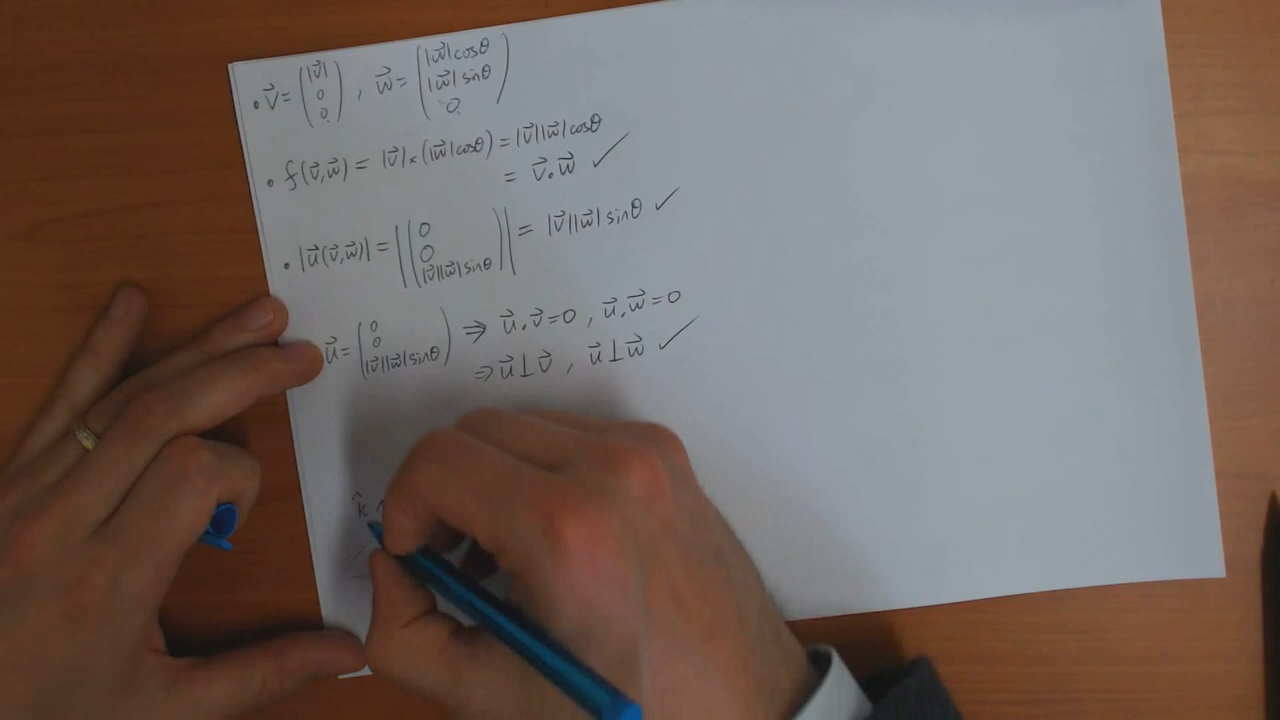 • v⃗ = (|v⃗| 0 0), w⃗ = (|w⃗|cosθ |w⃗|sinθ 0)
• f(v⃗,w⃗) = |v⃗|×(|w⃗|cosθ) = |v⃗||w⃗|cosθ
= v⃗.w⃗ ✓
• |u⃗(v⃗,w⃗)| = |(0 0 |v⃗||w⃗|sinθ)| = |v⃗||w⃗|sinθ ✓
u⃗ = (0 0 |v⃗||w⃗|sinθ) ⇒ u⃗.v⃗=0, u⃗.w⃗=0
⇒ u⃗⊥v⃗, u⃗⊥w⃗ ✓
k̂